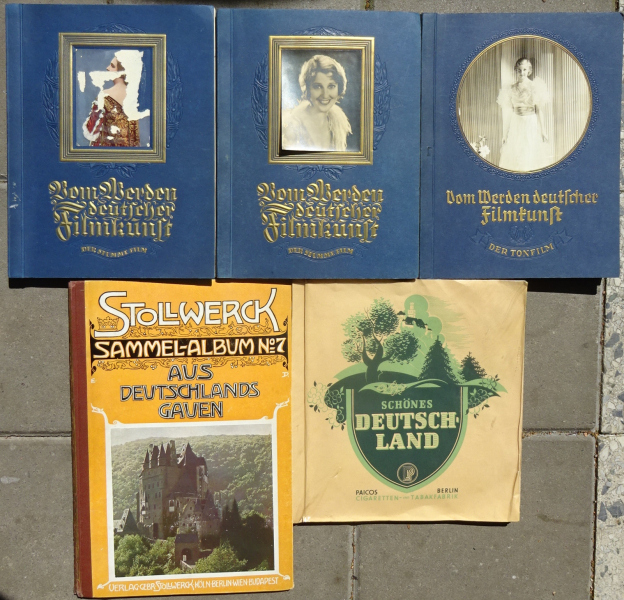 Vom Werden
deutscher
Filmkunst
DER STUMME FILM
Vom Werden
deutscher
Filmkunst
DER STUMME FILM
Vom Werden deutscher
Filmkunst
DER TONFILM
STOLLWERCK
SAMMEL-ALBUM No 7
AUS
DEUTSCHLANDS
GAUEN
VERLAG GEBR. STOLLWERCK KÖLN BERLIN WIEN BUDAPEST
SCHÖNES
DEUTSCH-
LAND
PAICOS BERLIN
CIGARETTEN- UND TABAKFABRIK